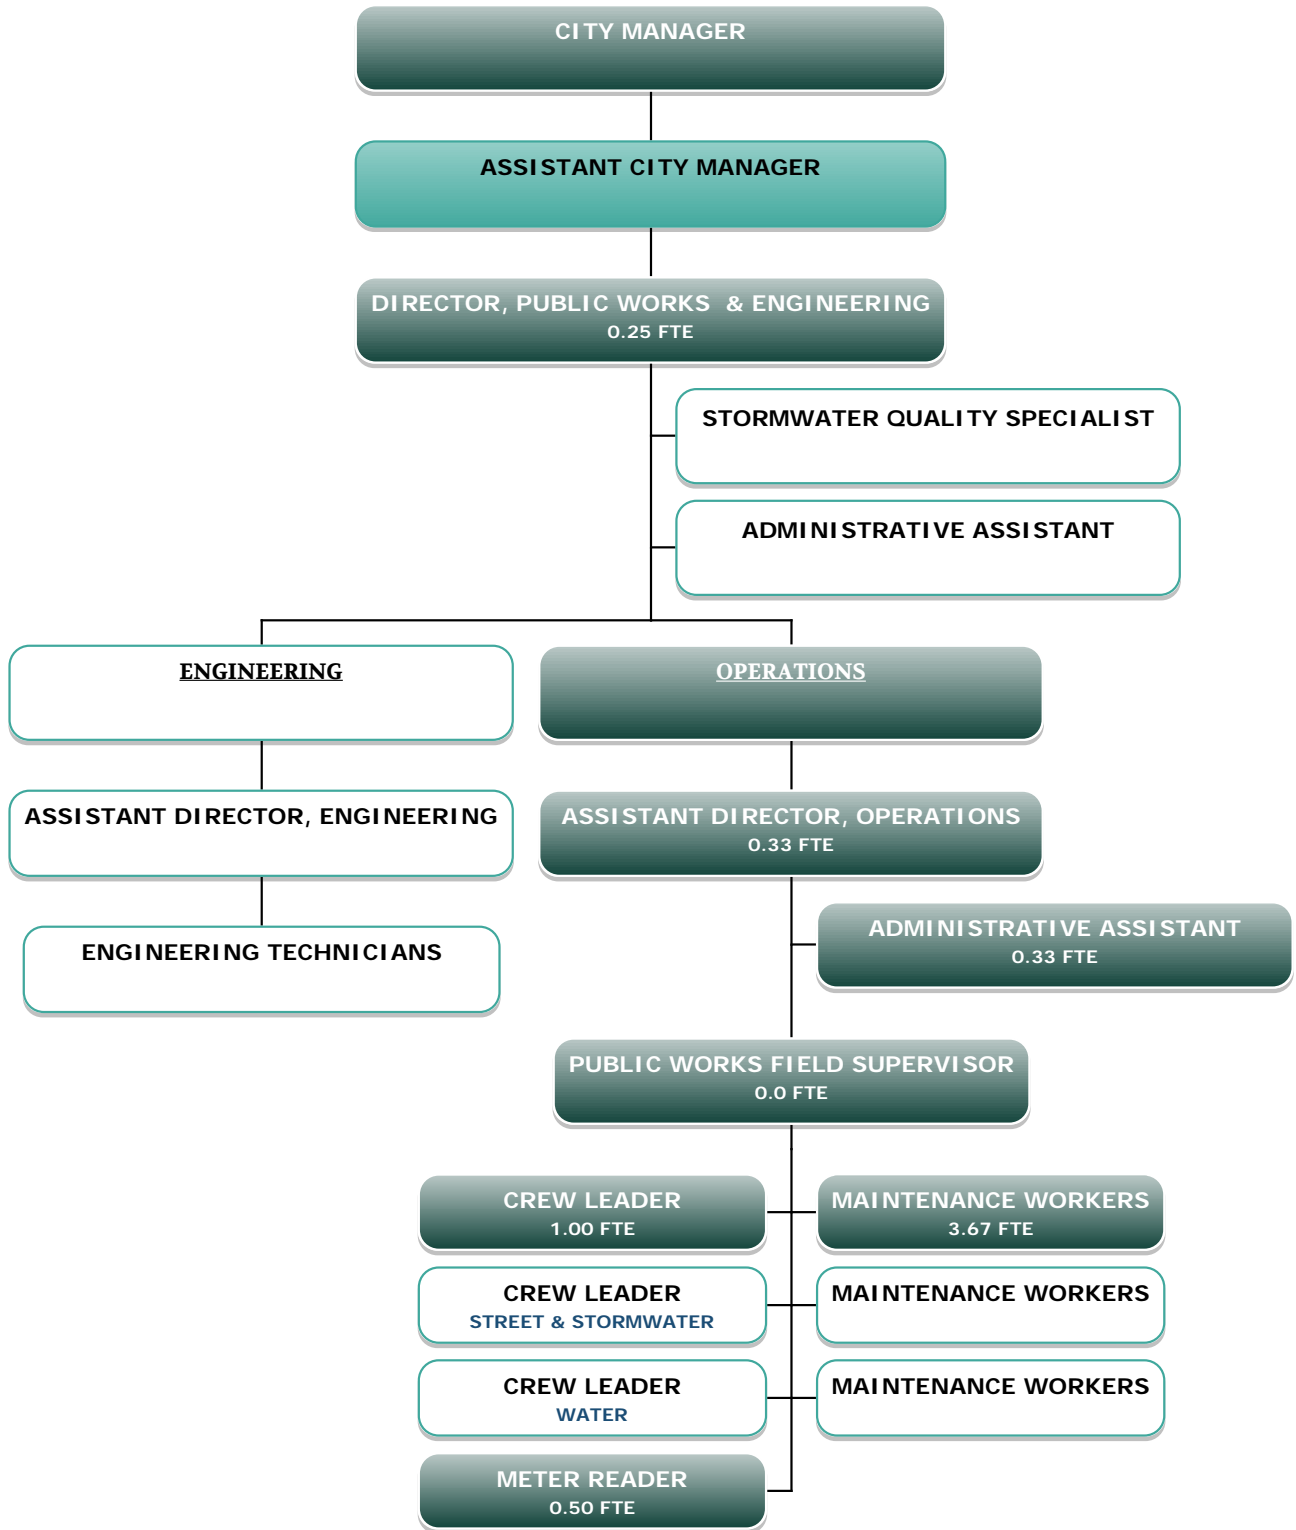 CITY MANAGER
ASSISTANT CITY MANAGER
DIRECTOR, PUBLIC WORKS & ENGINEERING
0.25 FTE
STORMWATER QUALITY SPECIALIST
ADMINISTRATIVE ASSISTANT
ENGINEERING
OPERATIONS
ASSISTANT DIRECTOR, ENGINEERING
ASSISTANT DIRECTOR, OPERATIONS
0.33 FTE
ENGINEERING TECHNICIANS
ADMINISTRATIVE ASSISTANT
0.33 FTE
PUBLIC WORKS FIELD SUPERVISOR
0.0 FTE
CREW LEADER
1.00 FTE
MAINTENANCE WORKERS
3.67 FTE
CREW LEADER
STREET & STORMWATER
MAINTENANCE WORKERS
CREW LEADER
WATER
MAINTENANCE WORKERS
METER READER
0.50 FTE